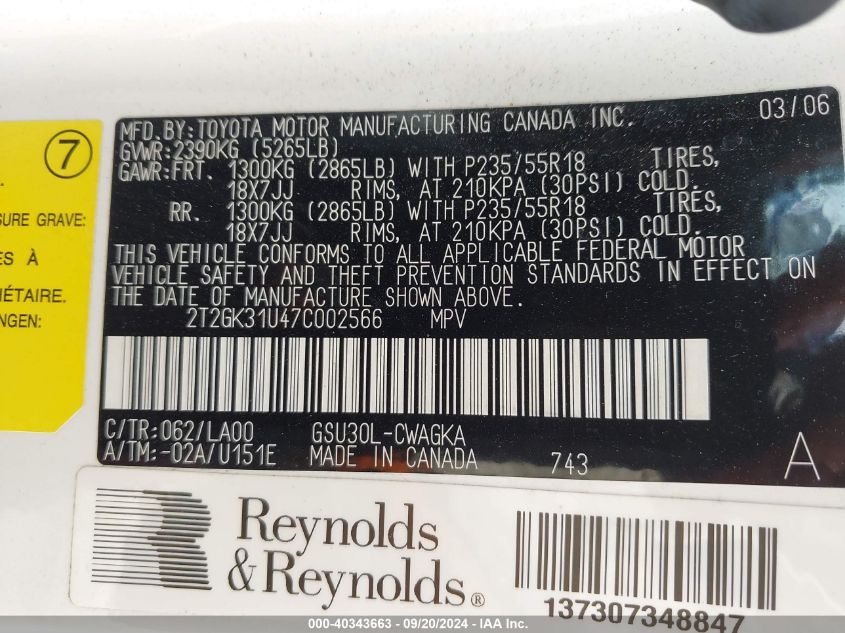 7
SURE GRAVE:
S À
IÉTAIRE.
NGEN:
03/06
MFD.BY:TOYOTA MOTOR MANUFACTURING CANADA INC.
GVWR:2390KG (5265LB)
GAWR:FRT. 1300KG (2865LB) WITH P235/55R18 TIRES,
18X7JJ RIMS, AT 210KPA (30PSI) COLD.
RR. 1300KG (2865LB) WITH P235/55R18 TIRES,
18X7JJ RIMS, AT 210KPA (30PSI) COLD.
THIS VEHICLE CONFORMS TO ALL APPLICABLE FEDERAL MOTOR
VEHICLE SAFETY AND THEFT PREVENTION STANDARDS IN EFFECT ON
THE DATE OF MANUFACTURE SHOWN ABOVE.
2T2GK31U47C002566 MPV
C/TR:062/LA00 GSU30L-CWAGKA
A/TM:-02A/U151E MADE IN CANADA 743 A
Reynolds
& Reynolds®
137307348847
000-40343663 - 09/20/2024 - IAA Inc.